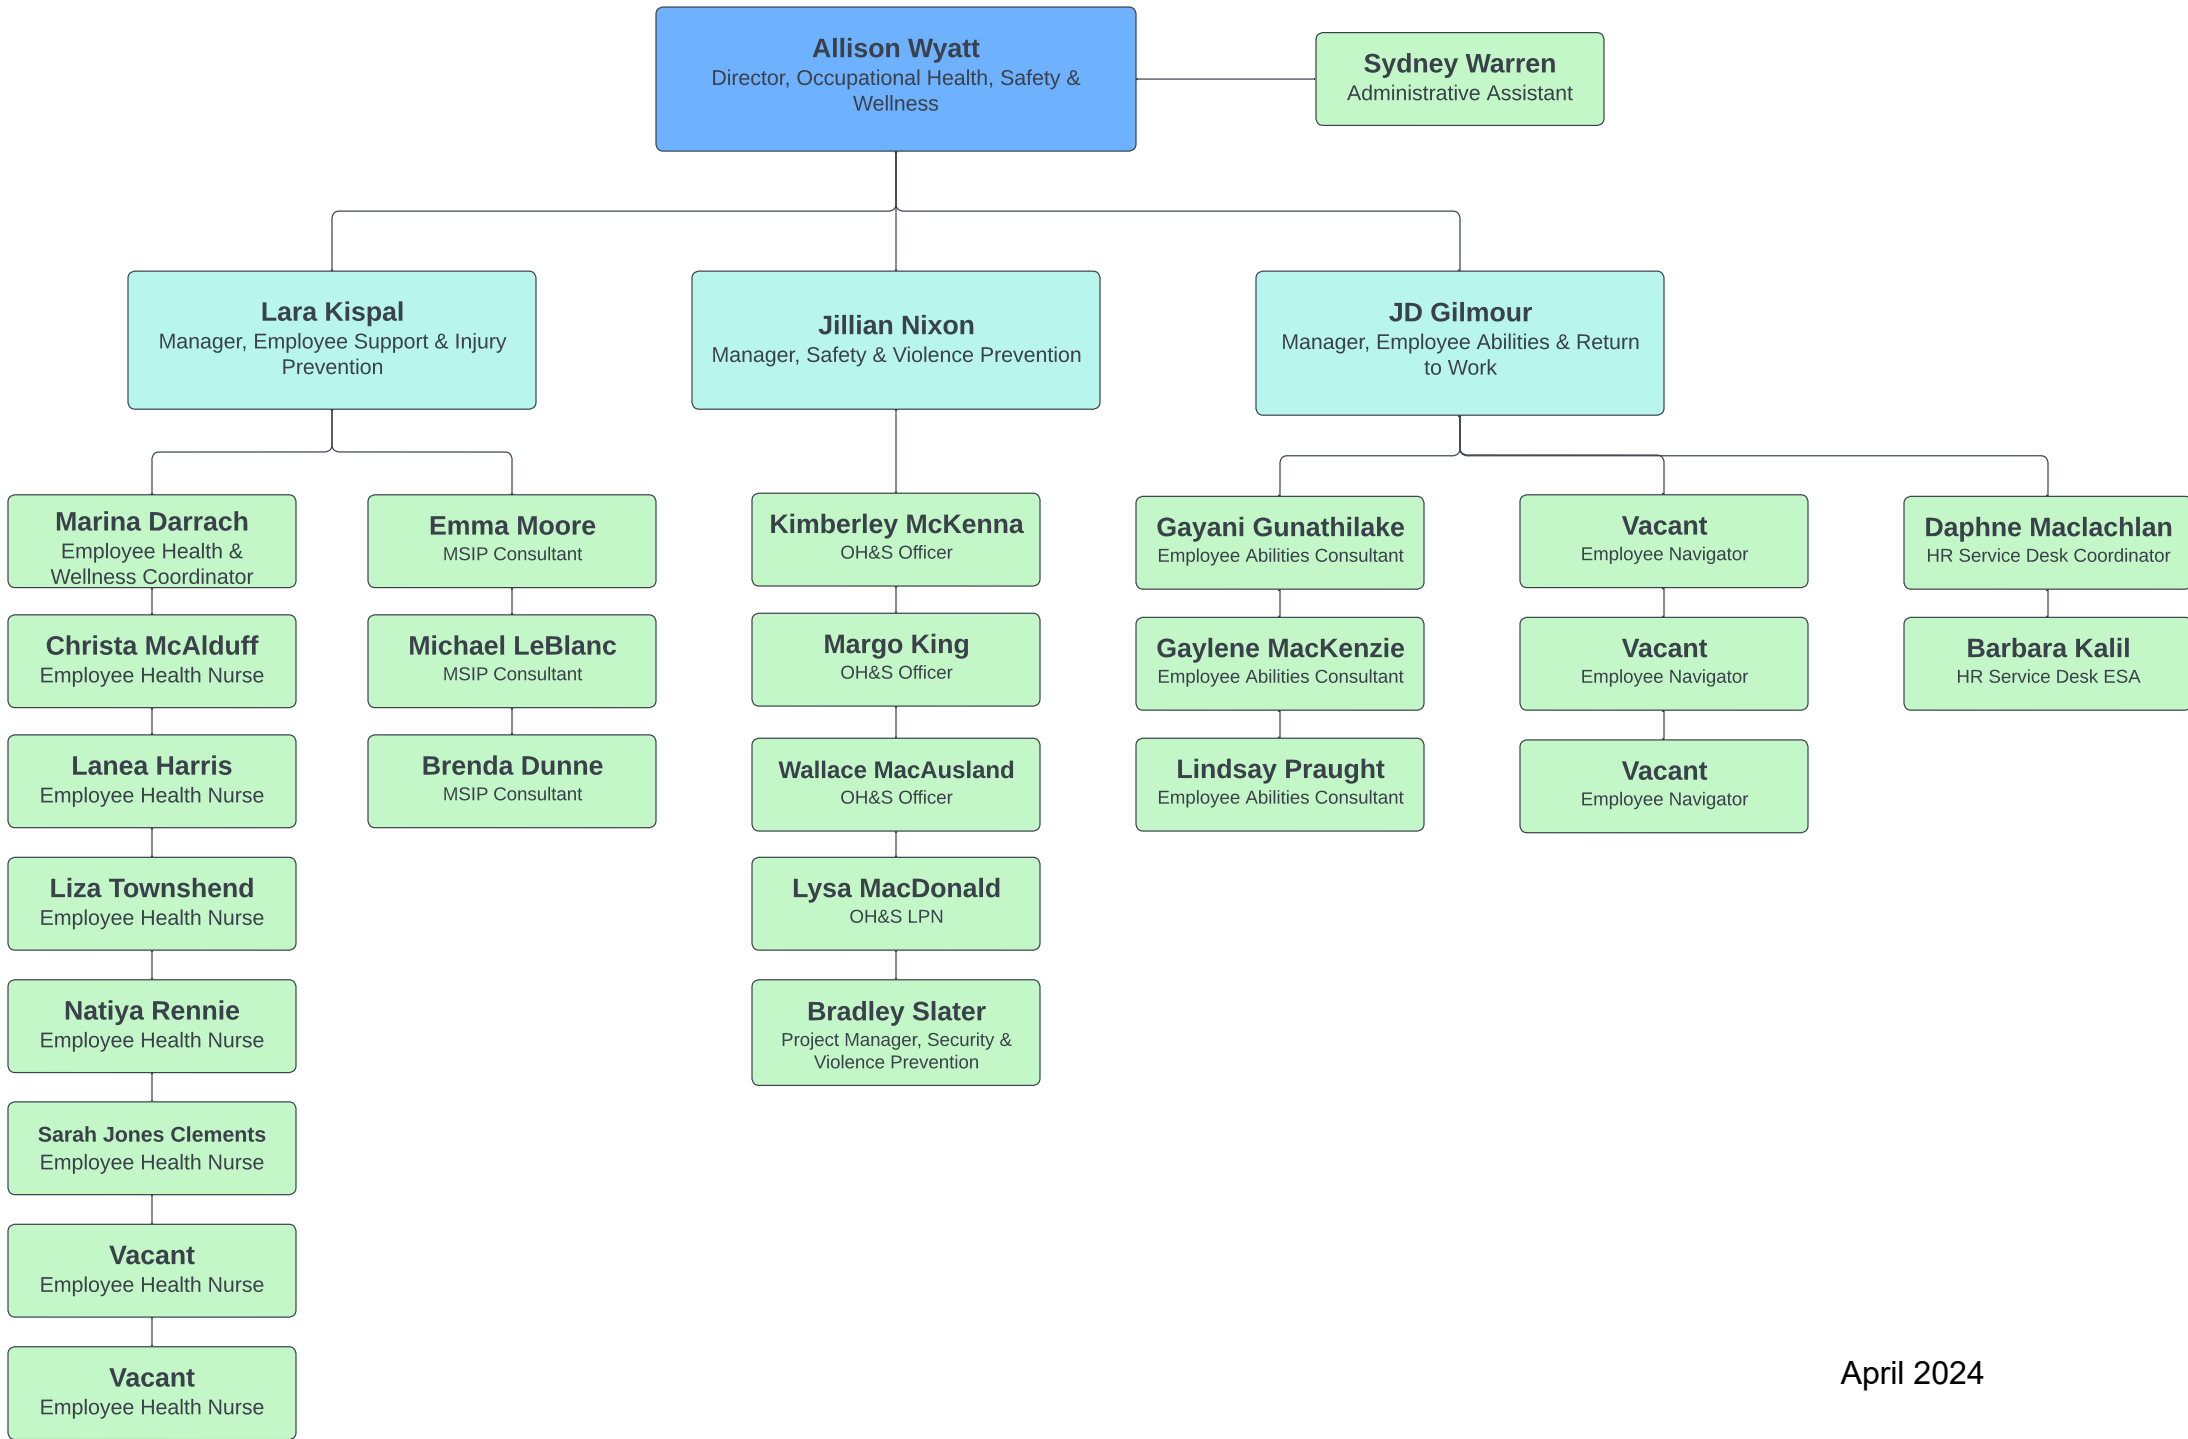 Allison Wyatt
Director, Occupational Health, Safety &
Wellness
Sydney Warren
Administrative Assistant
Lara Kispal
Manager, Employee Support & Injury
Prevention
Jillian Nixon
Manager, Safety & Violence Prevention
JD Gilmour
Manager, Employee Abilities & Return
to Work
Marina Darrach
Employee Health &
Wellness Coordinator
Christa McAlduff
Employee Health Nurse
Lanea Harris
Employee Health Nurse
Liza Townshend
Employee Health Nurse
Natiya Rennie
Employee Health Nurse
Sarah Jones Clements
Employee Health Nurse
Vacant
Employee Health Nurse
Vacant
Employee Health Nurse
Emma Moore
MSIP Consultant
Michael LeBlanc
MSIP Consultant
Brenda Dunne
MSIP Consultant
Kimberley McKenna
OH&S Officer
Margo King
OH&S Officer
Wallace MacAusland
OH&S Officer
Lysa MacDonald
OH&S LPN
Bradley Slater
Project Manager, Security &
Violence Prevention
Gayani Gunathilake
Employee Abilities Consultant
Gaylene MacKenzie
Employee Abilities Consultant
Lindsay Praught
Employee Abilities Consultant
Vacant
Employee Navigator
Vacant
Employee Navigator
Vacant
Employee Navigator
Daphne Maclachlan
HR Service Desk Coordinator
Barbara Kalil
HR Service Desk ESA
April 2024